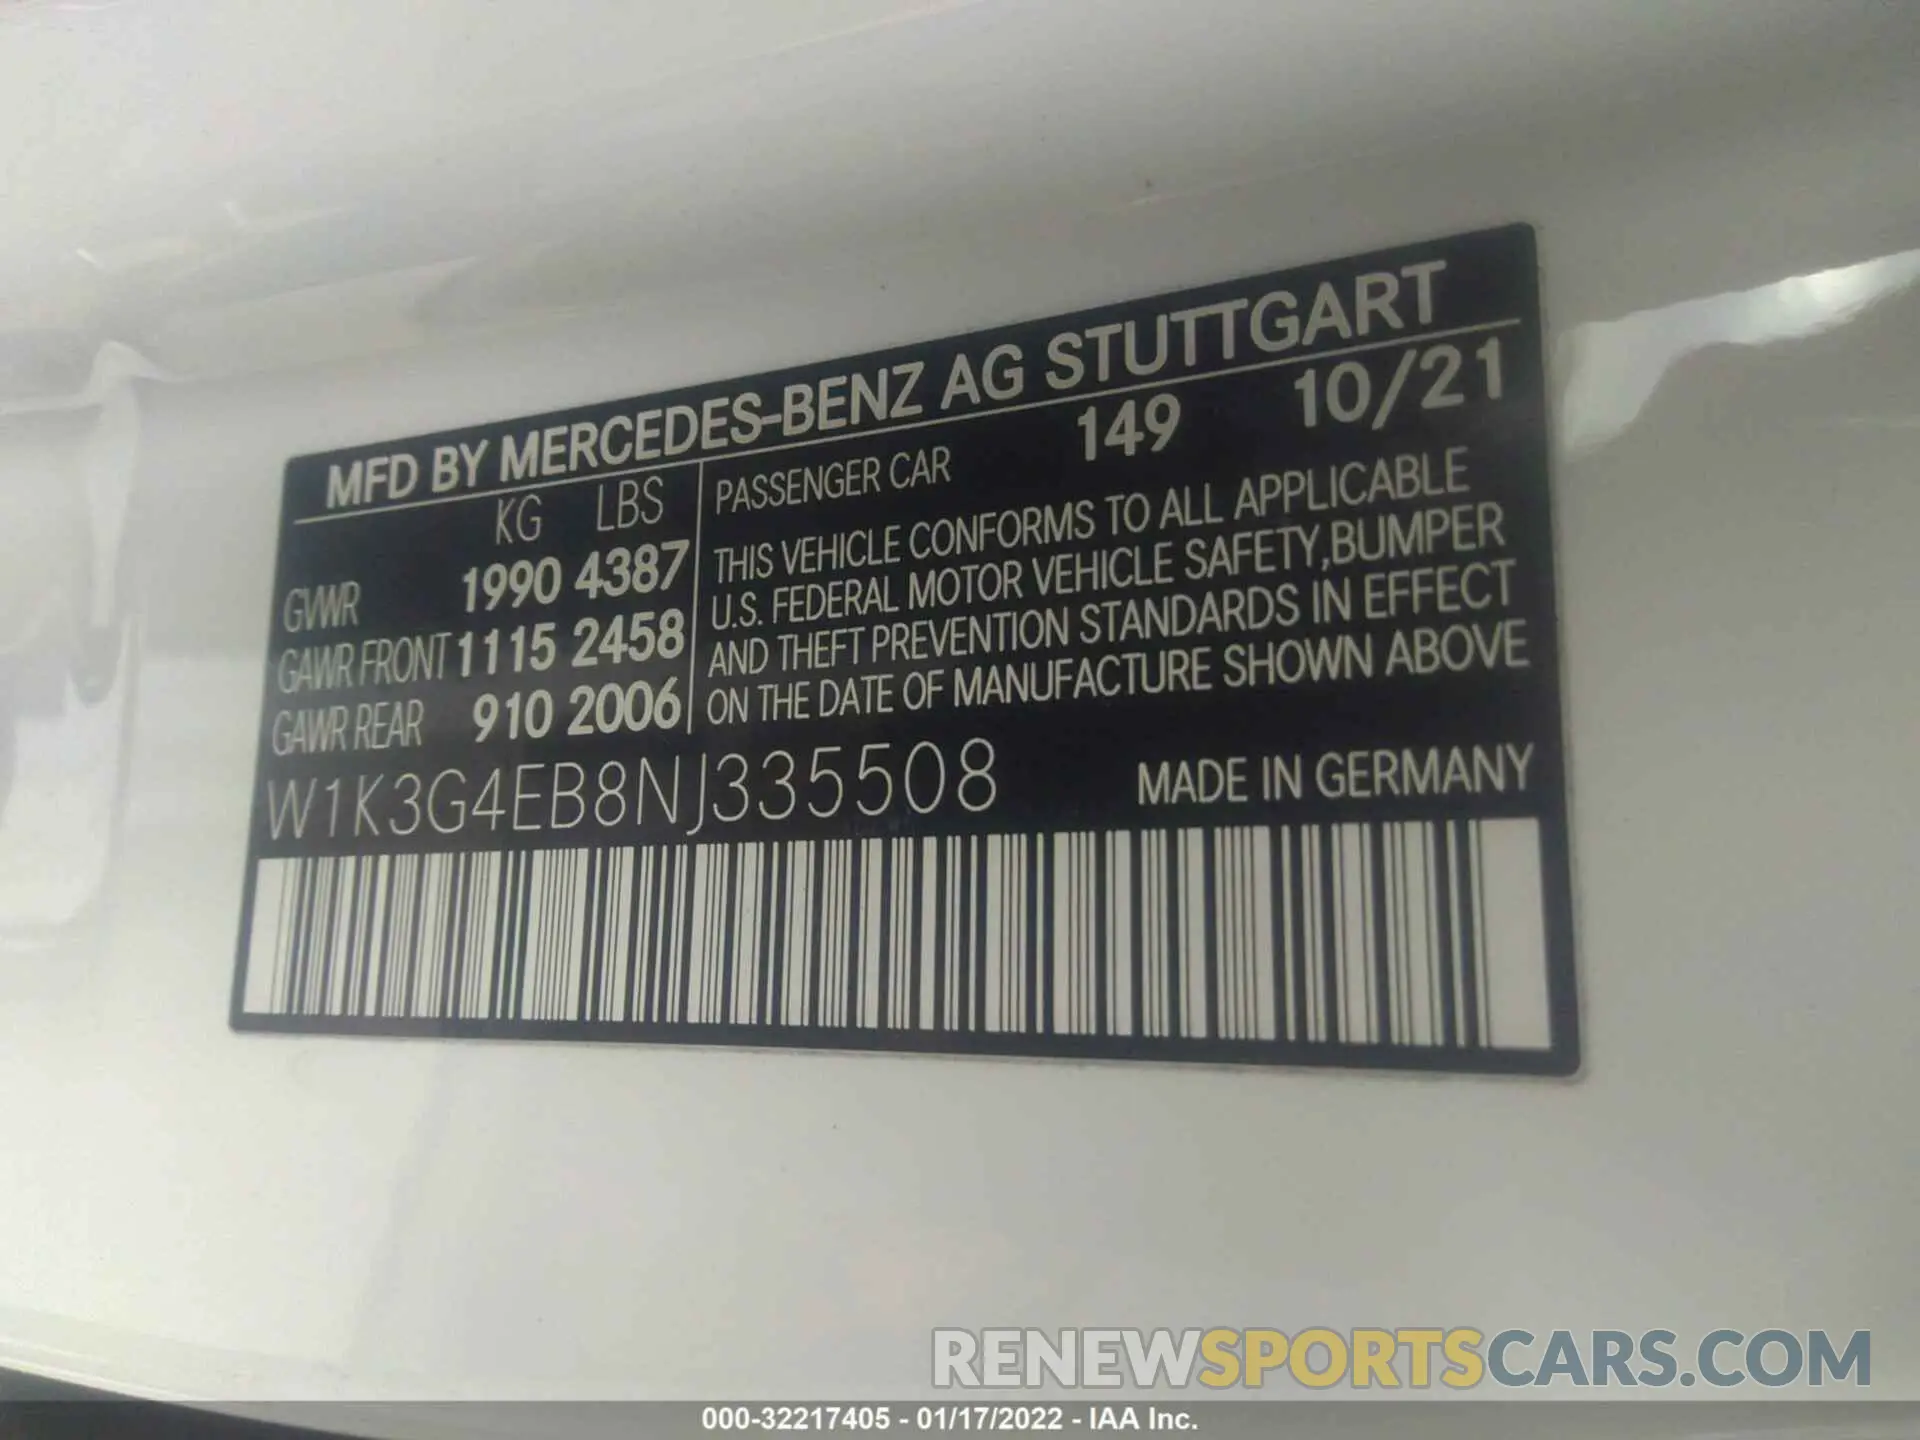 MFD BY MERCEDES-BENZ AG STUTTGART
KG LBS
GVWR 1990 4387
GAWR FRONT 1115 2458
GAWR REAR 910 2006
PASSENGER CAR 149 10/21
THIS VEHICLE CONFORMS TO ALL APPLICABLE
U.S. FEDERAL MOTOR VEHICLE SAFETY,BUMPER
AND THEFT PREVENTION STANDARDS IN EFFECT
ON THE DATE OF MANUFACTURE SHOWN ABOVE
W1K3G4EB8NJ335508 MADE IN GERMANY
RENEWSPORTSCARS.COM
000-32217405 - 01/17/2022 - IAA Inc.